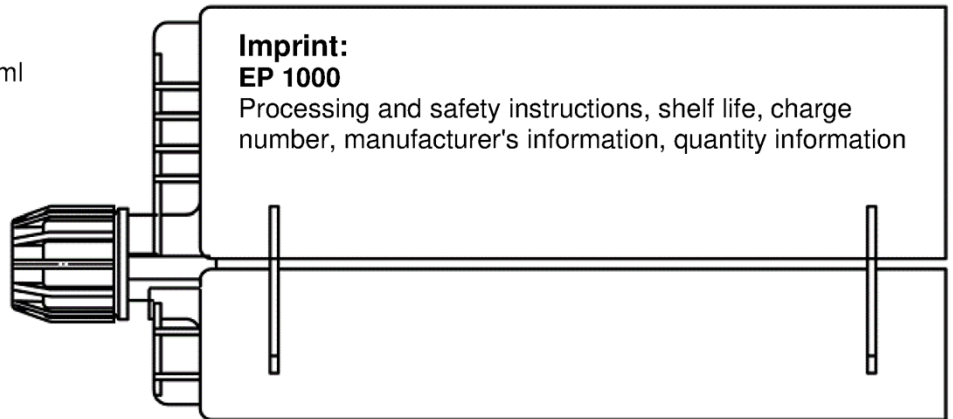 ml
Imprint:
EP 1000
Processing and safety instructions, shelf life, charge
number, manufacturer's information, quantity information